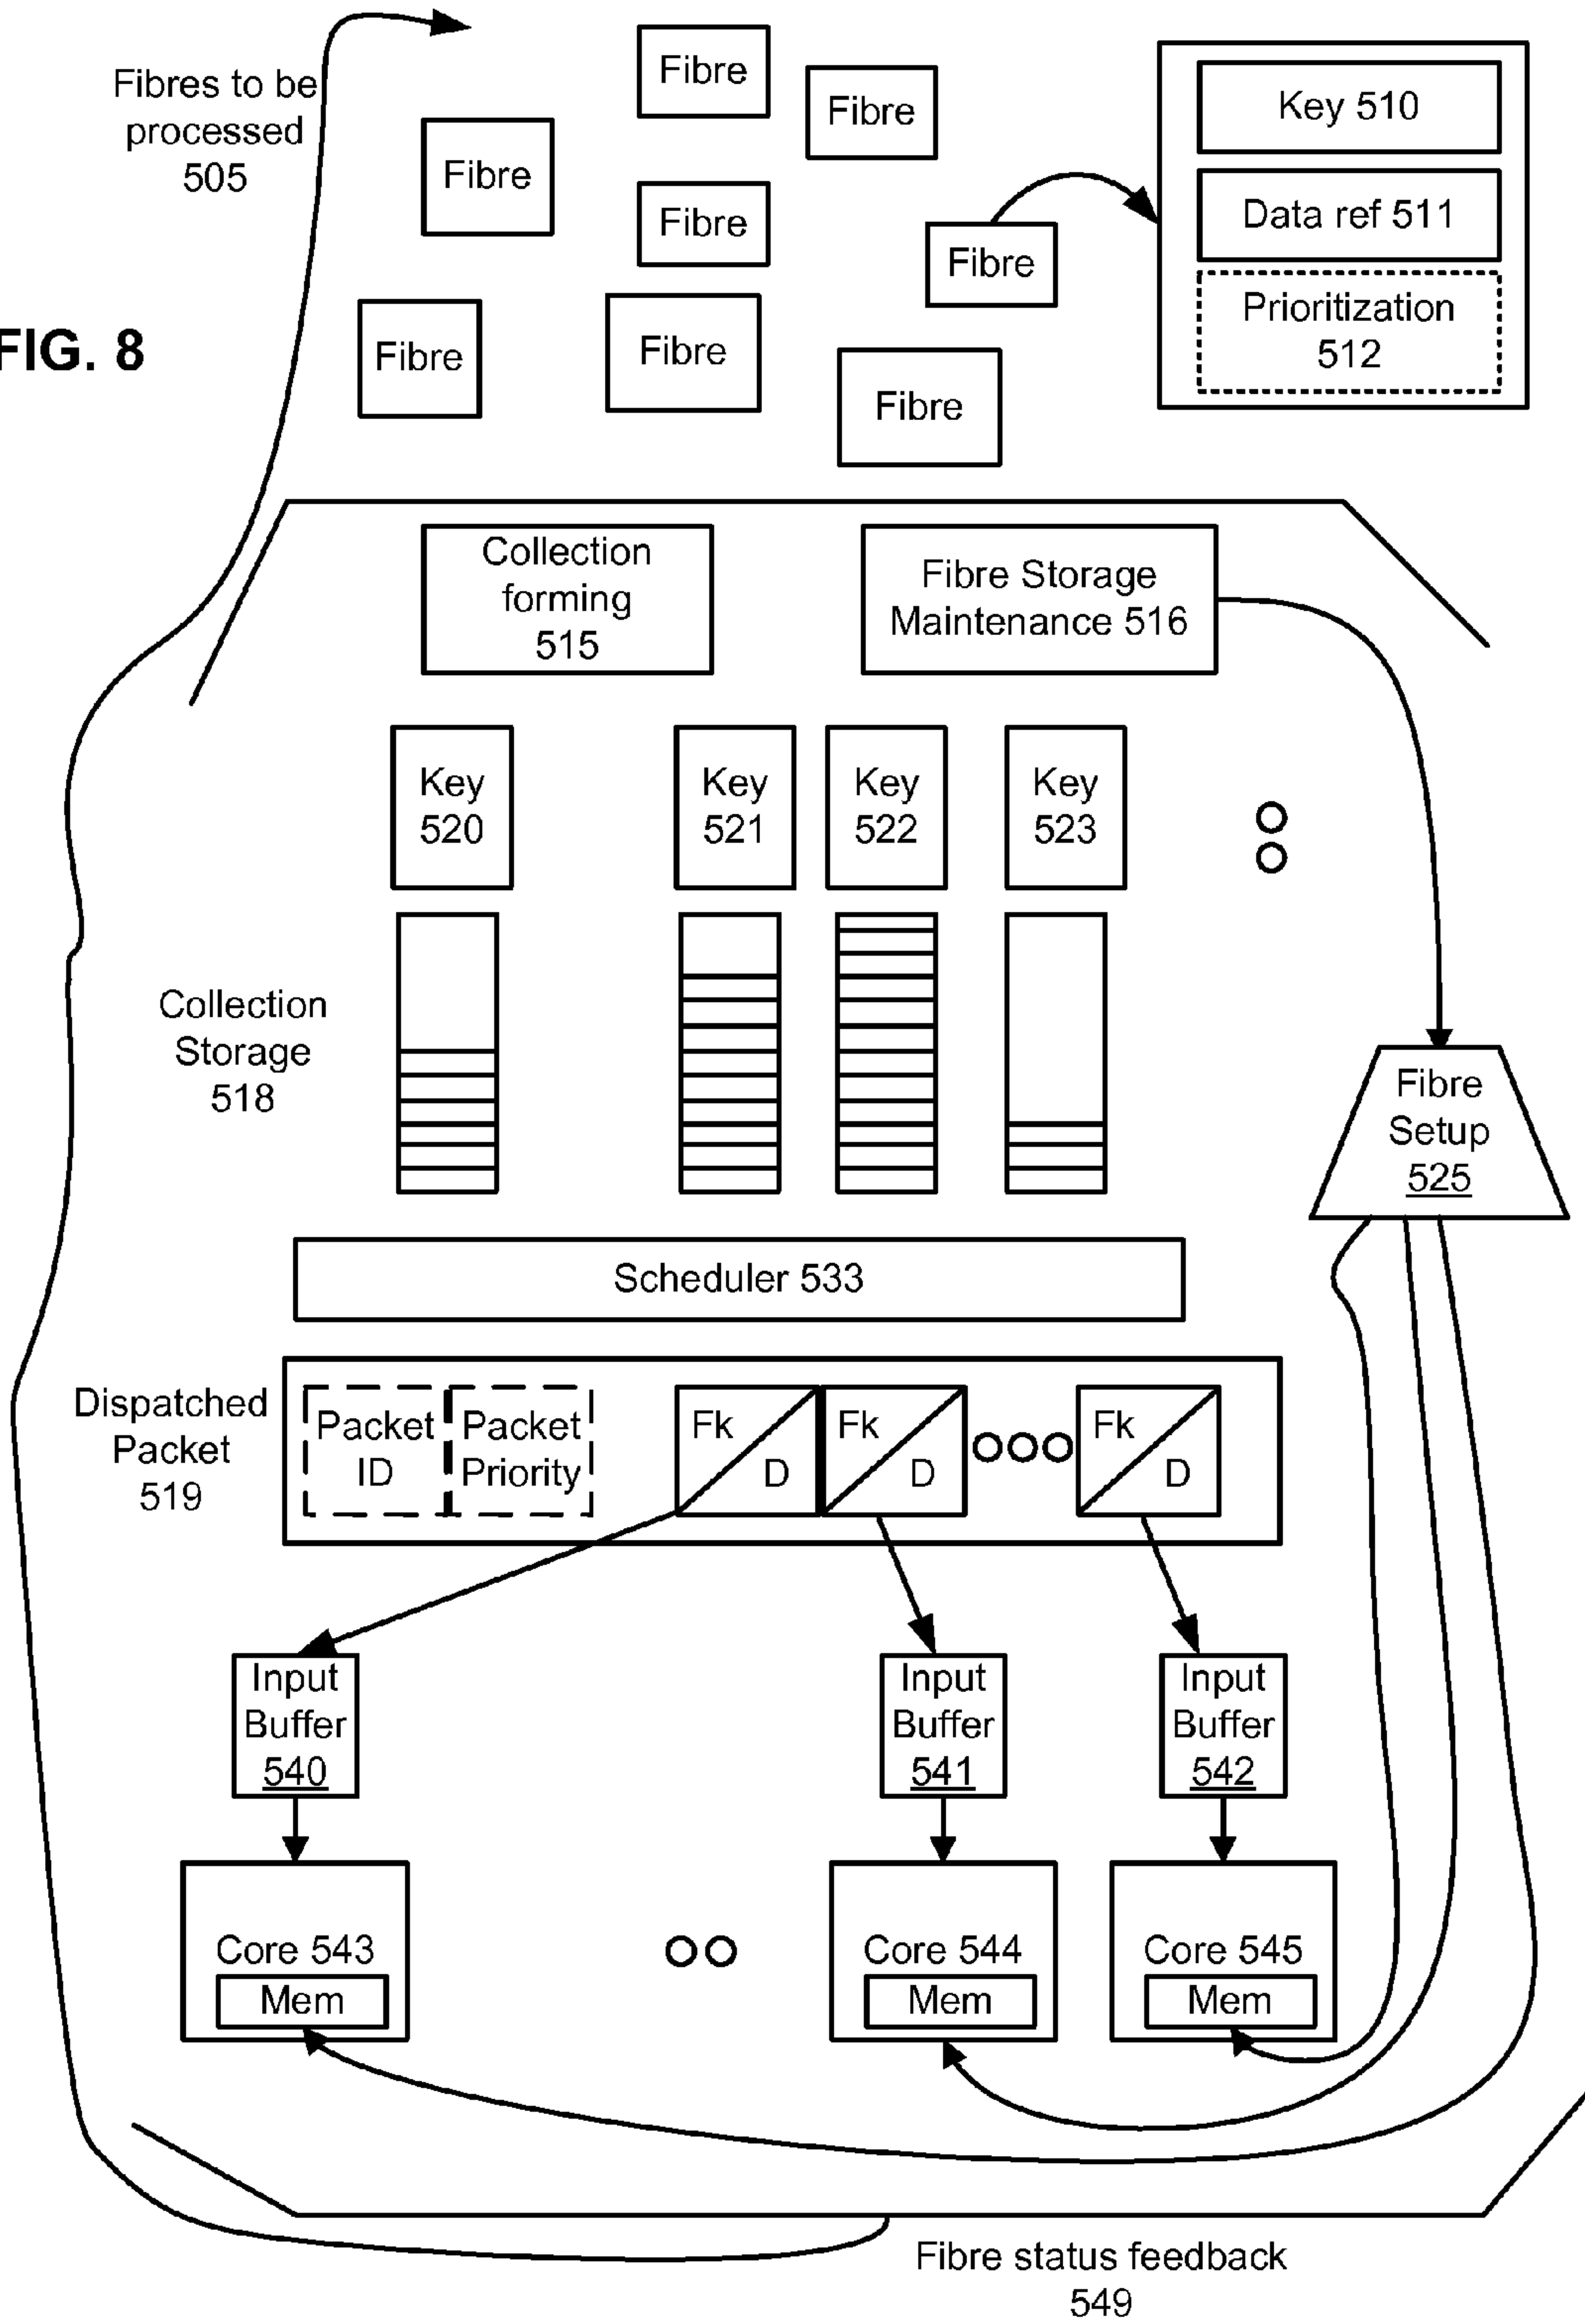 Fibres to be
processed
505
Fibre
Fibre
Fibre
Fibre
Fibre
Fibre
Fibre
Fibre
Key 510
Data ref 511
Prioritization
512
FIG. 8
Collection
forming
515
Fibre Storage
Maintenance 516
Key
520
Key
521
Key
522
Key
523
Collection
Storage
518
Fibre
Setup
525
Scheduler 533
Dispatched
Packet
519
Packet
ID
Packet
Priority
Fk
D
Fk
D
Fk
D
Input
Buffer
540
Input
Buffer
541
Input
Buffer
542
Core 543
Mem
Core 544
Mem
Core 545
Mem
Fibre status feedback
549